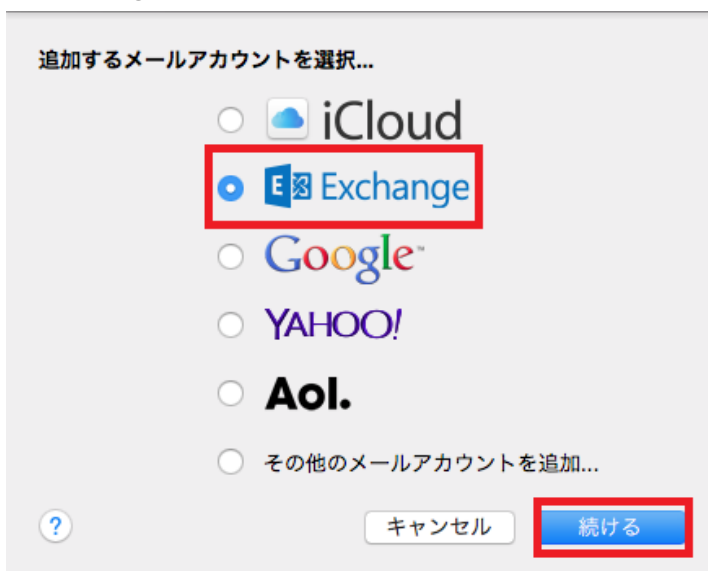 追加するメールアカウントを選択...
iCloud
E Exchange
Google™
YAHOO!
Aol.
その他のメールアカウントを追加...
? キャンセル 続ける